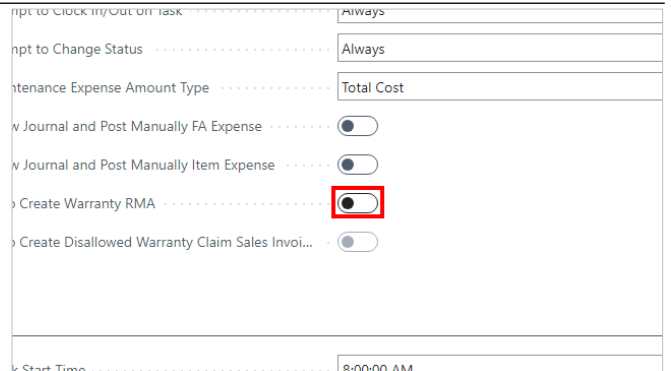 mpt to Clock In/Out on Task Always
mpt to Change Status Always
ntenance Expense Amount Type Total Cost
w Journal and Post Manually FA Expense
w Journal and Post Manually Item Expense
o Create Warranty RMA
o Create Disallowed Warranty Claim Sales Invoi...
k Start Time 8:00:00 AM